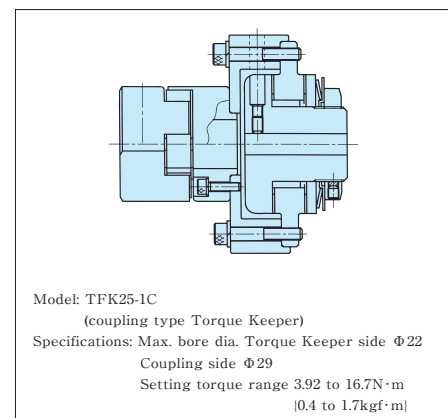 Model: TFK25-1C
(coupling type Torque Keeper)
Specifications: Max. bore dia. Torque Keeper side Φ22
Coupling side Φ29
Setting torque range 3.92 to 16.7N·m
{0.4 to 1.7kgf·m}